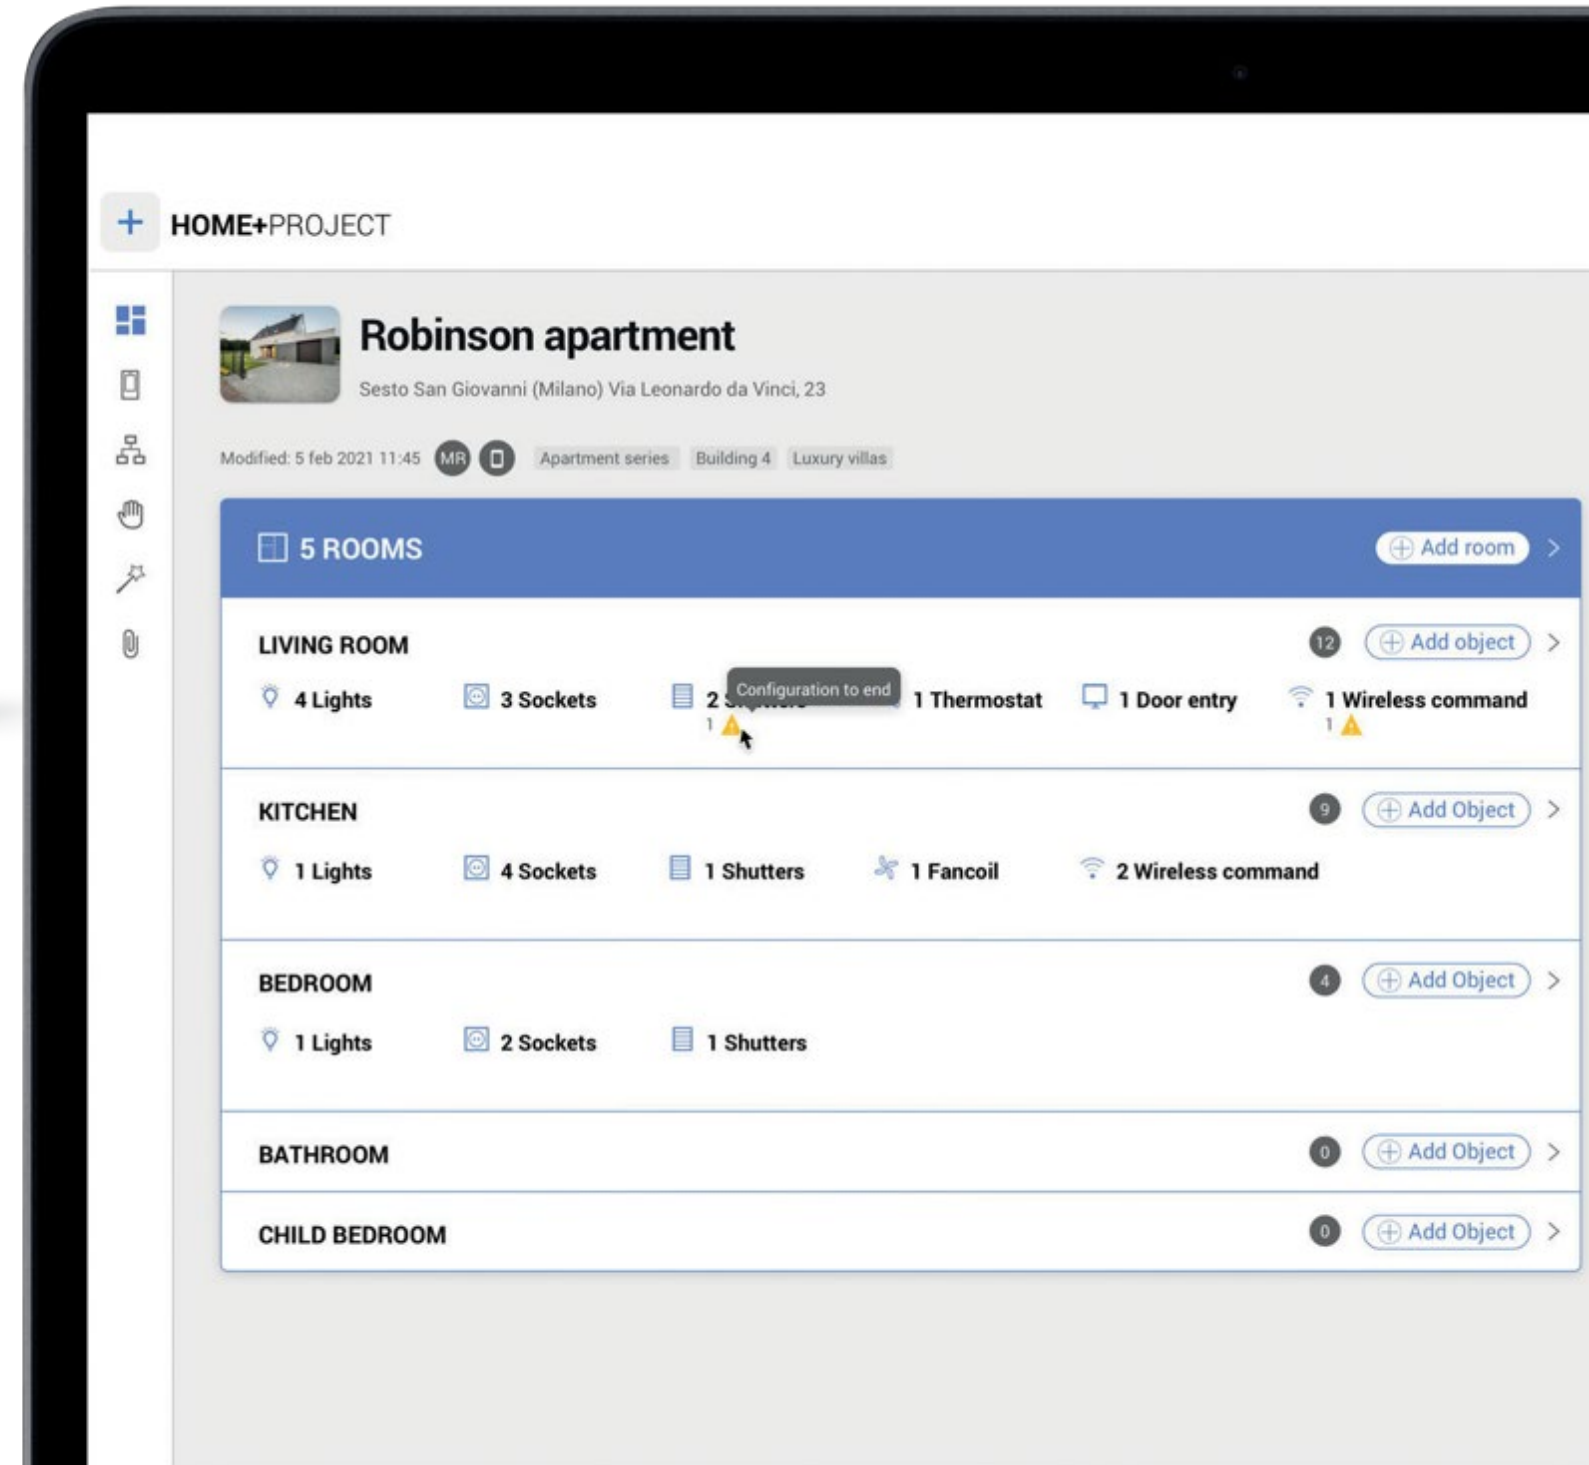 HOME+PROJECT
Robinson apartment
Sesto San Giovanni (Milano) Via Leonardo da Vinci, 23
Modified: 5 feb 2021 11:45 MR Apartment series Building 4 Luxury villas
5 ROOMS Add room
LIVING ROOM 12 Add object
Configuration to end
4 Lights 3 Sockets 2 1 Thermostat 1 Door entry 1 Wireless command
1 1
KITCHEN 9 Add Object
1 Lights 4 Sockets 1 Shutters 1 Fancoil 2 Wireless command
BEDROOM 4 Add Object
1 Lights 2 Sockets 1 Shutters
BATHROOM 0 Add Object
CHILD BEDROOM 0 Add Object